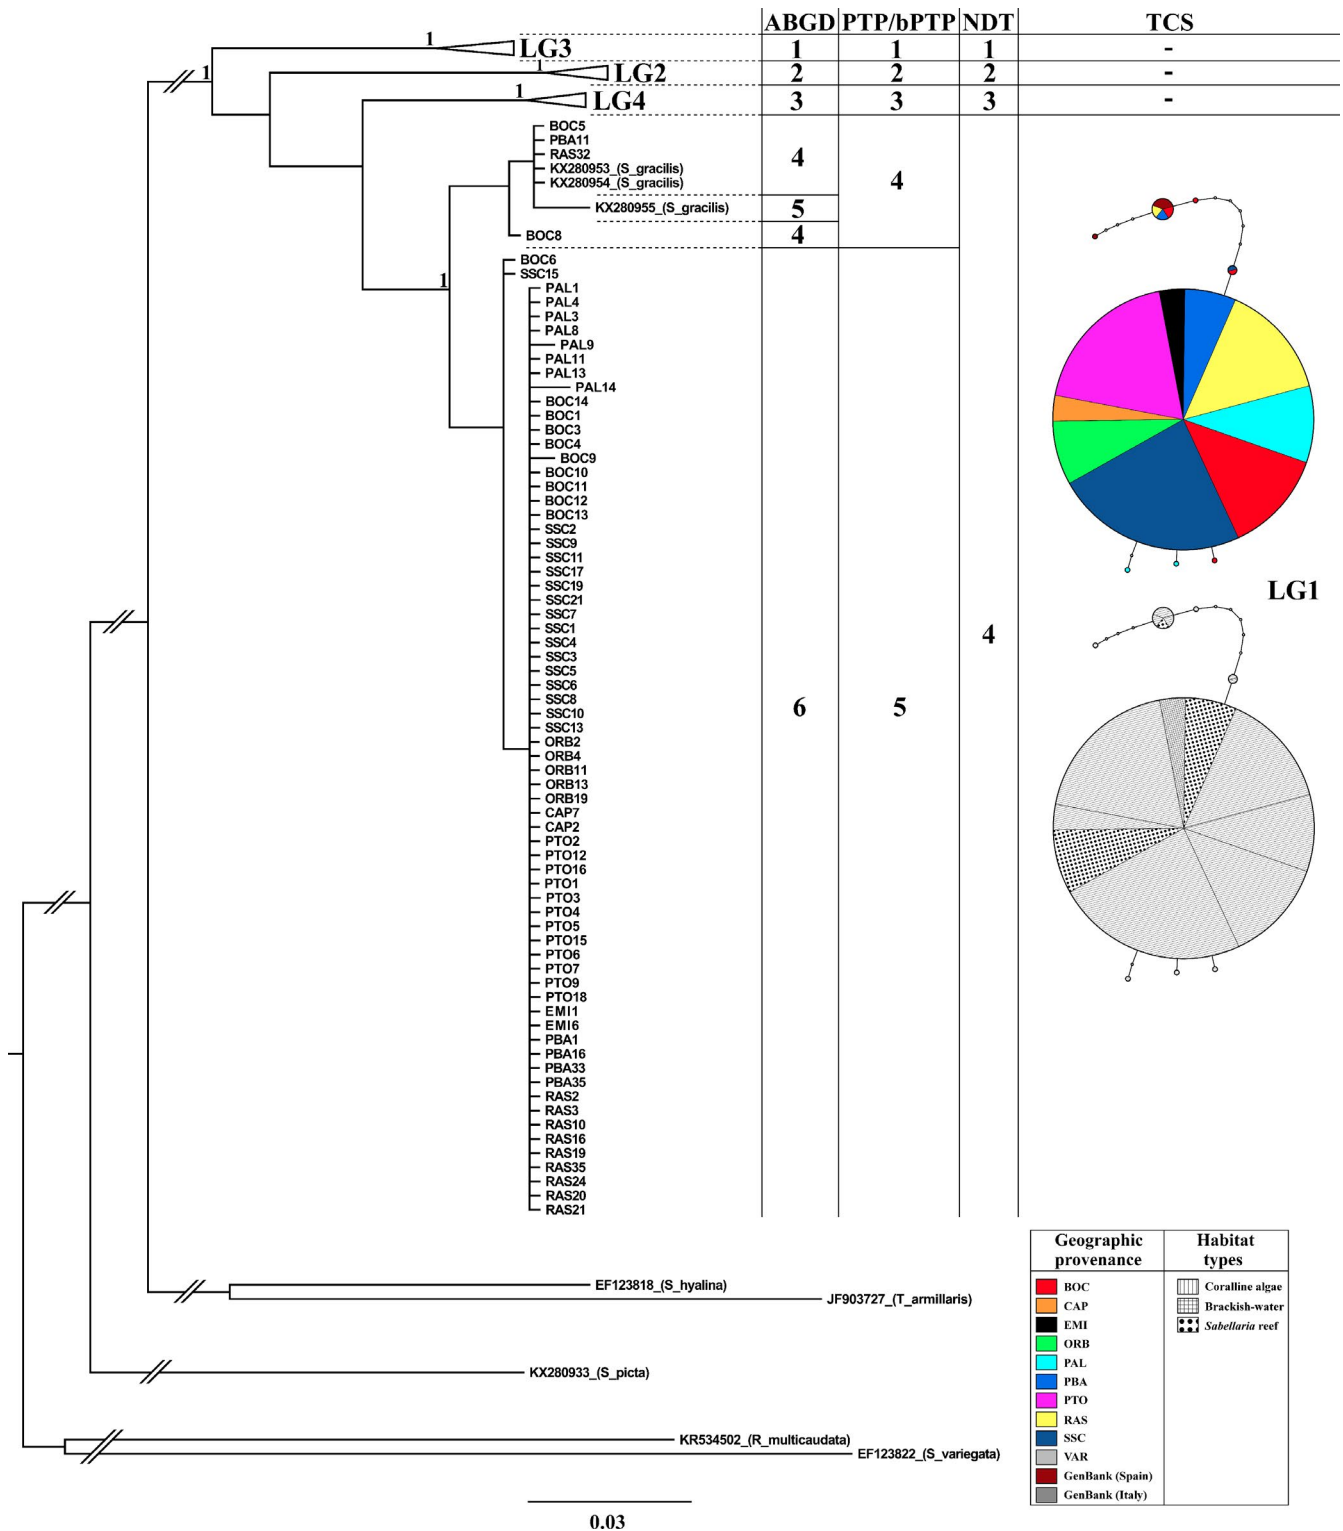 ABGD PTP/bPTP NDT TCS
1 LG3 1 1 1 -
1 1 LG2 2 2 2 -
1 LG4 3 3 3 -
BOC5
PBA11
RAS32
4
KX280953_(S_gracilis)
KX280954_(S_gracilis)
4
KX280955_(S_gracilis)
5
BOC8
4
BOC6
SSC15
1
PAL1
PAL4
PAL3
PAL8
PAL9
PAL11
PAL13
PAL14
BOC14
BOC1
BOC3
BOC4
BOC9
BOC10
BOC11
BOC12
BOC13
SSC2
SSC9
SSC11
SSC17
SSC19
SSC21
SSC7
SSC1
SSC4
SSC3
SSC5
SSC6
SSC8
SSC10
SSC13
ORB2
ORB4
ORB11
ORB13
ORB19
CAP7
CAP2
PTO2
PTO12
PTO16
PTO1
PTO3
PTO4
PTO5
PTO15
PTO6
PTO7
PTO9
PTO18
EMI1
EMI6
PBA1
PBA16
PBA33
PBA35
RAS2
RAS3
RAS10
RAS16
RAS19
RAS35
RAS24
RAS20
RAS21
6
5
4
LG1
EF123818_(S_hyalina)
JF903727_(T_armillaris)
KX280933_(S_picta)
KR534502_(R_multicaudata)
EF123822_(S_variegata)
0.03
Geographic
provenance
BOC
CAP
EMI
ORB
PAL
PBA
PTO
RAS
SSC
VAR
GenBank (Spain)
GenBank (Italy)
Habitat
types
Coralline algae
Brackish-water
Sabellaria reef